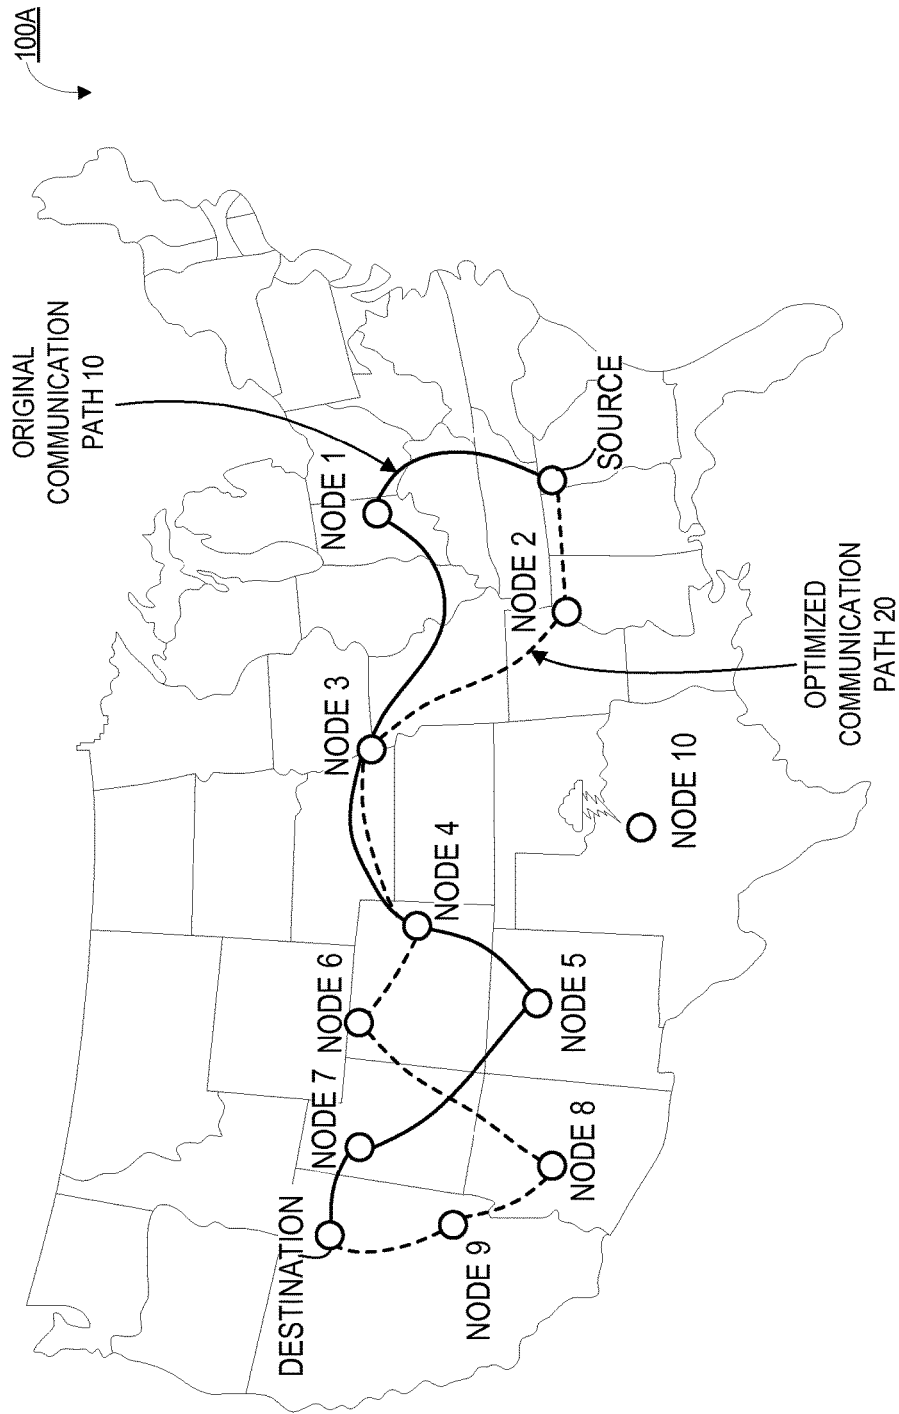 100A
ORIGINAL
COMMUNICATION
PATH 10
NODE 1
SOURCE
NODE 2
OPTIMIZED
COMMUNICATION
PATH 20
NODE 3
NODE 10
NODE 4
NODE 6
NODE 5
NODE 7
NODE 8
DESTINATION
NODE 9